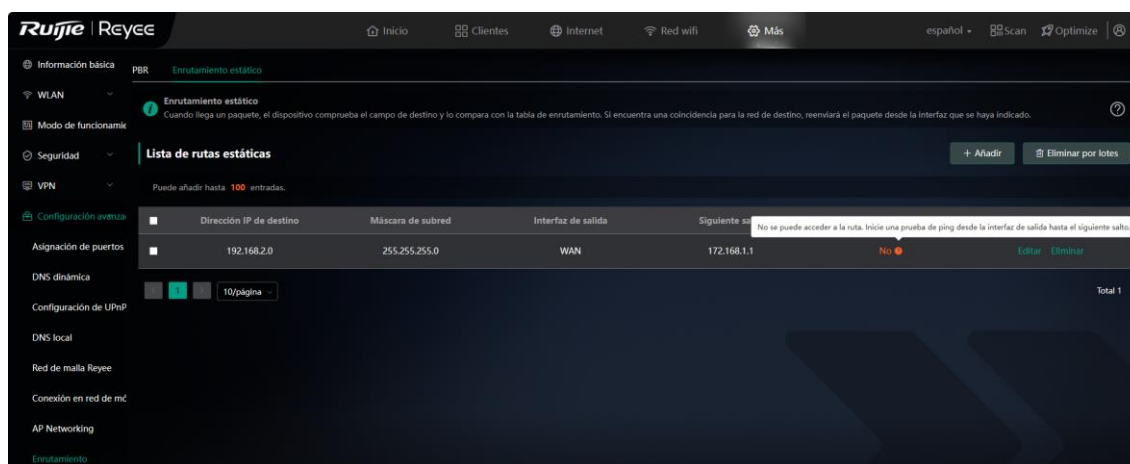 Ruijie | Reyee
Inicio
Clientes
Internet
Red wifi
Más
español
Scan
Optimize
Información básica
WLAN
Modo de funcionamie
Seguridad
VPN
Configuración avanza
Asignación de puertos
DNS dinámica
Configuración de UPnP
DNS local
Red de malla Reyee
Conexión en red de mó
AP Networking
Enrutamiento
PBR
Enrutamiento estático
Enrutamiento estático
Cuando llega un paquete, el dispositivo comprueba el campo de destino y lo compara con la tabla de enrutamiento. Si encuentra una coincidencia para la red de destino, reenviará el paquete desde la interfaz que se haya indicado.
Lista de rutas estáticas
+ Añadir
Eliminar por lotes
Puede añadir hasta 100 entradas.
Dirección IP de destino
Máscara de subred
Interfaz de salida
Siguiente sa
No se puede acceder a la ruta. Inicie una prueba de ping desde la interfaz de salida hasta el siguiente salto.
192.168.2.0
255.255.255.0
WAN
172.168.1.1
No
Editar
Eliminar
1
10/página
Total 1